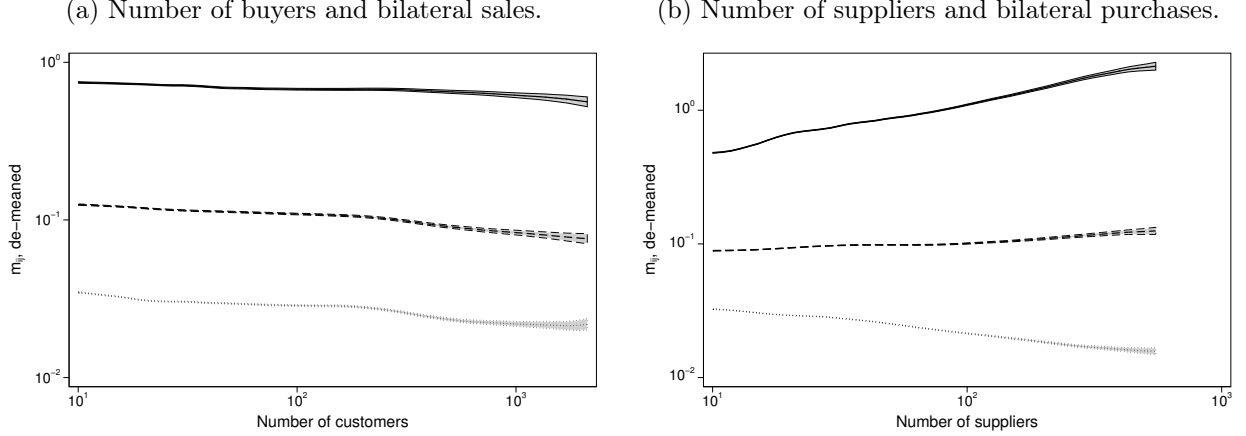 (a) Number of buyers and bilateral sales.
10⁰
10⁻¹
10⁻²
m_ij, de−meaned
10¹ 10² 10³
Number of customers
(b) Number of suppliers and bilateral purchases.
10⁰
10⁻¹
10⁻²
m_ij, de−meaned
10¹ 10² 10³
Number of suppliers